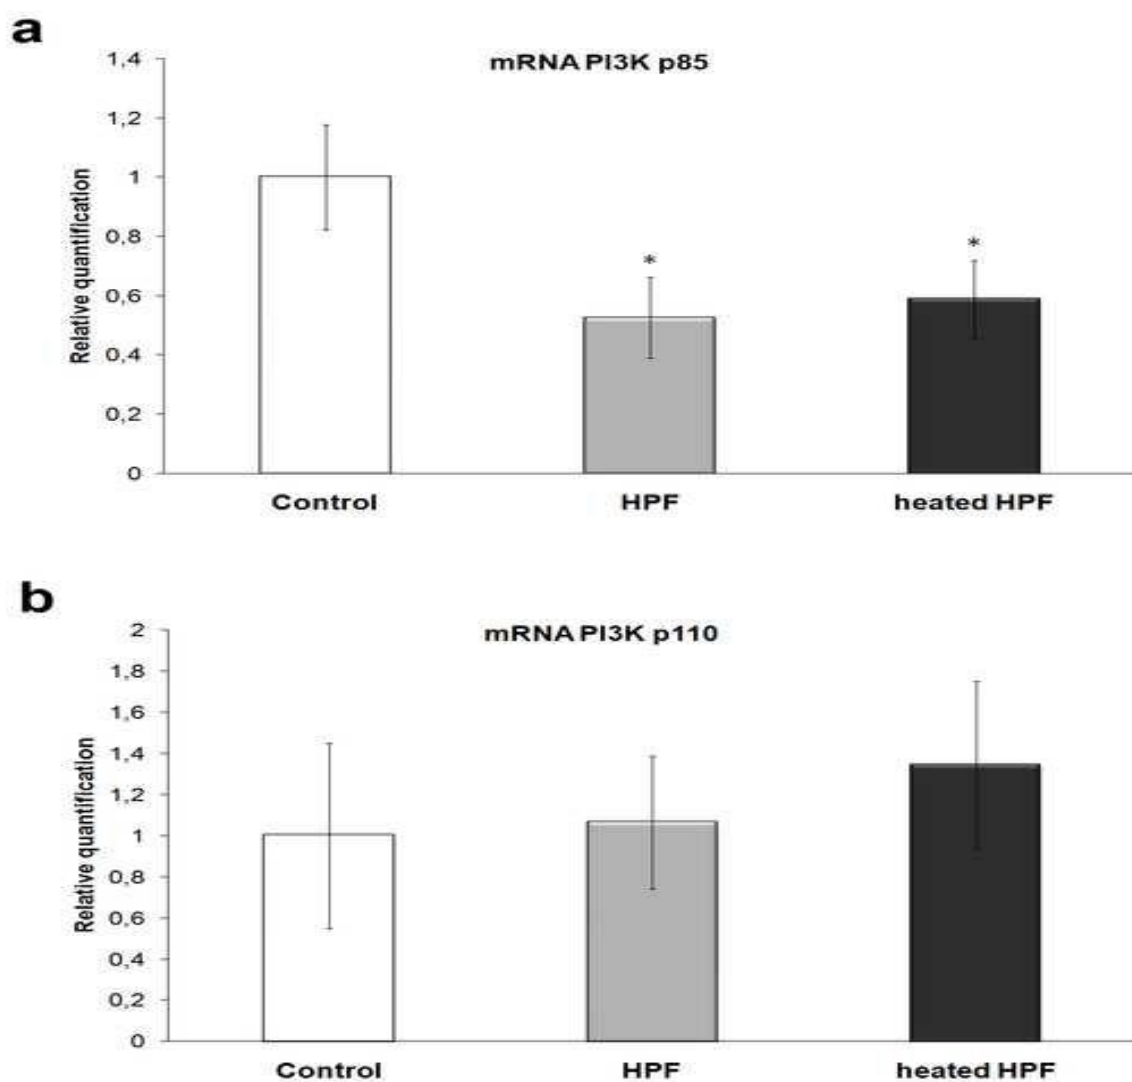 a
mRNA PI3K p85
Relative quantification
1,4
1,2
1
0,8
0,6
0,4
0,2
0
*
*
Control HPF heated HPF
b
mRNA PI3K p110
Relative quantification
2
1,8
1,6
1,4
1,2
1
0,8
0,6
0,4
0,2
0
Control HPF heated HPF